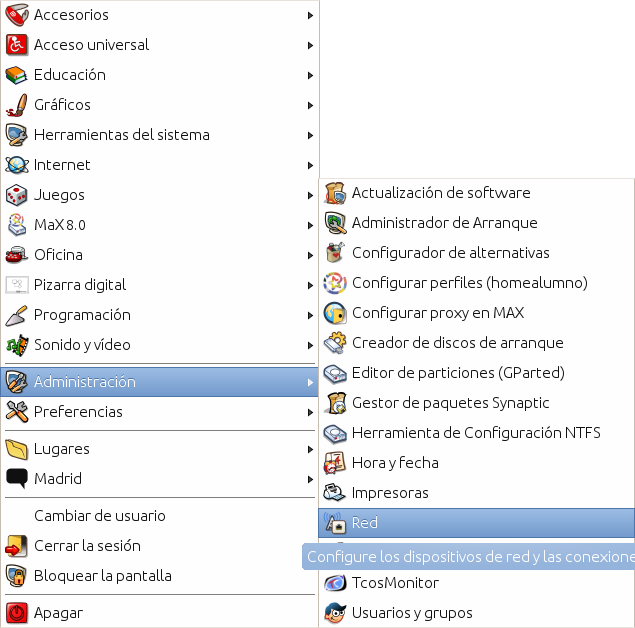 Accesorios
Acceso universal
Educación
Gráficos
Herramientas del sistema
Internet
Juegos
MaX 8.0
Oficina
Pizarra digital
Programación
Sonido y vídeo
Administración
Preferencias
Lugares
Madrid
Cambiar de usuario
Cerrar la sesión
Bloquear la pantalla
Apagar
Actualización de software
Administrador de Arranque
Configurador de alternativas
Configurar perfiles (homealumno)
Configurar proxy en MAX
Creador de discos de arranque
Editor de particiones (GParted)
Gestor de paquetes Synaptic
Herramienta de Configuración NTFS
Hora y fecha
Impresoras
Red
Configure los dispositivos de red y las conexione
TcosMonitor
Usuarios y grupos